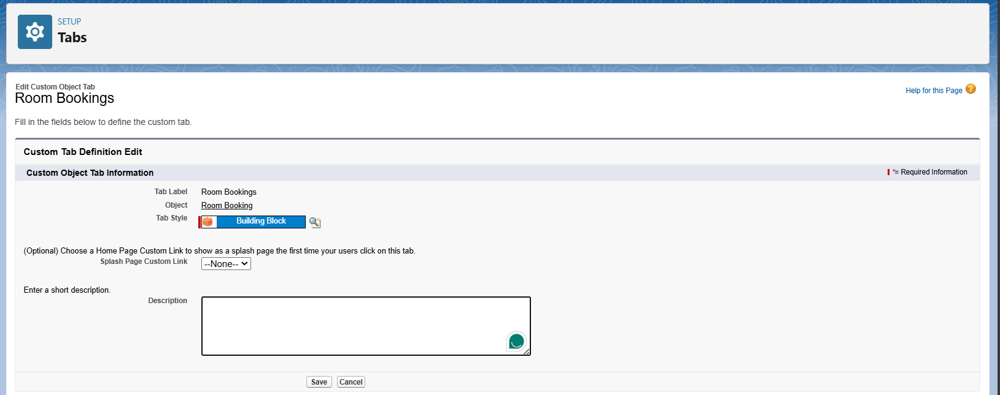 SETUP
Tabs
Edit Custom Object Tab
Room Bookings
Help for this Page ?
Fill in the fields below to define the custom tab.
Custom Tab Definition Edit
Custom Object Tab Information
*= Required Information
Tab Label Room Bookings
Object Room Booking
Tab Style Building Block
(Optional) Choose a Home Page Custom Link to show as a splash page the first time your users click on this tab.
Splash Page Custom Link --None--
Enter a short description.
Description
Save Cancel